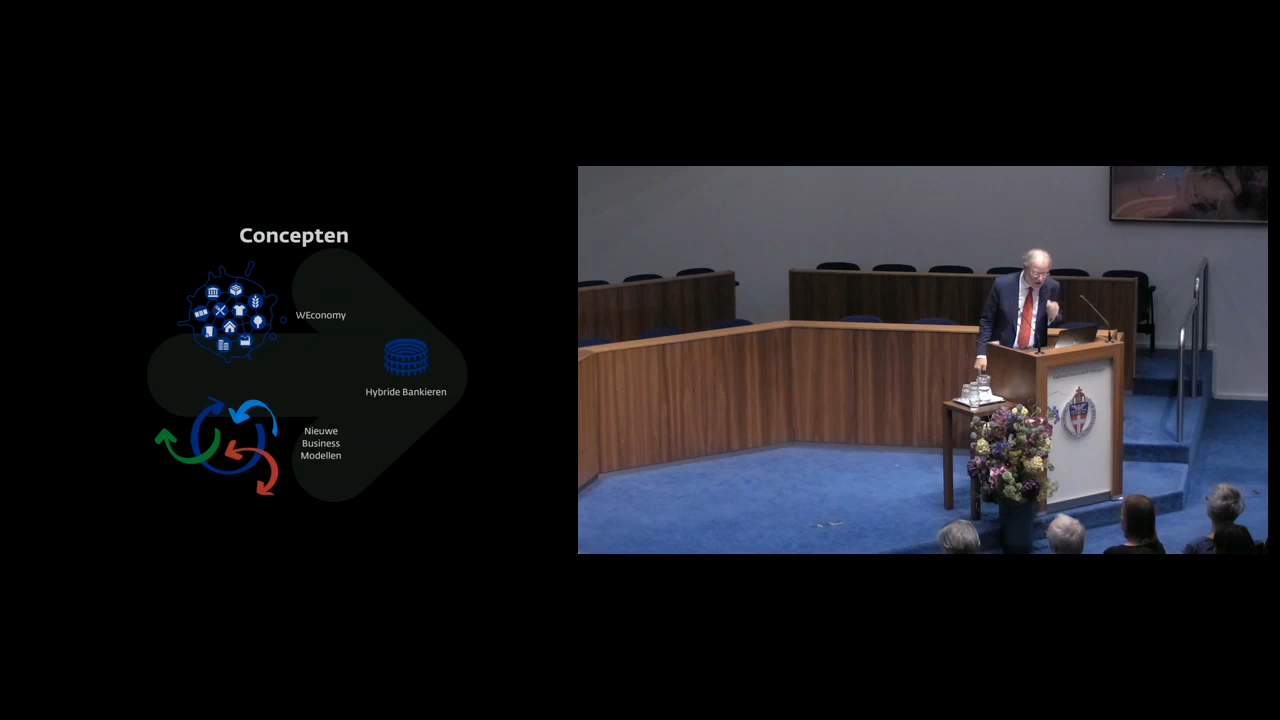 Concepten
WEconomy
Hybride Bankieren
Nieuwe
Business
Modellen